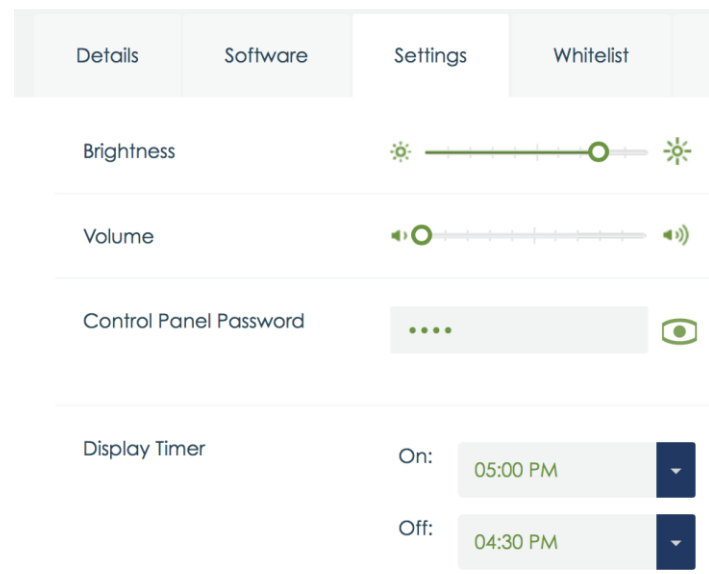 Details Software Settings Whitelist
Brightness
Volume
Control Panel Password
••••
Display Timer
On: 05:00 PM
Off: 04:30 PM